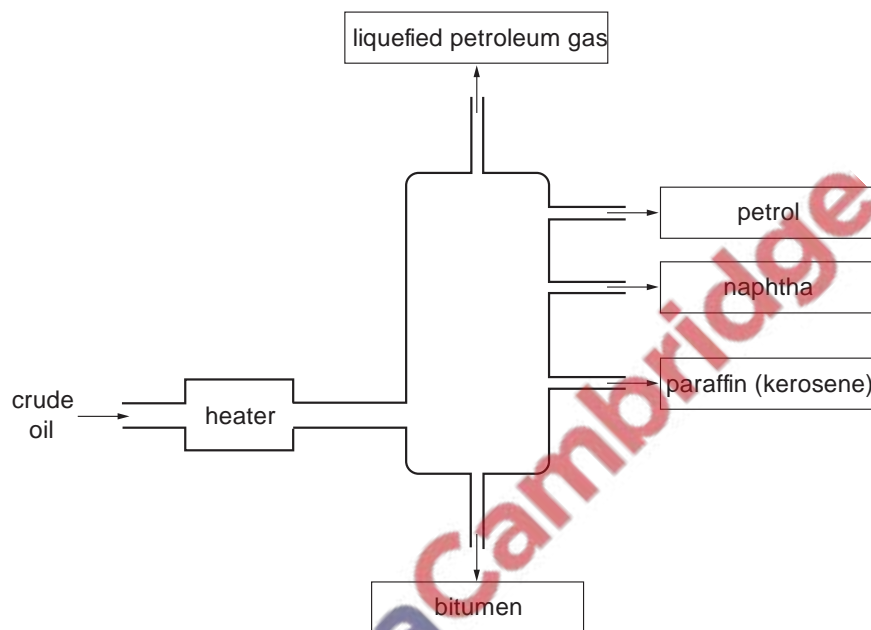 liquefied petroleum gas
petrol
naphtha
paraffin (kerosene)
crude
oil
heater
bitumen
Cambridge